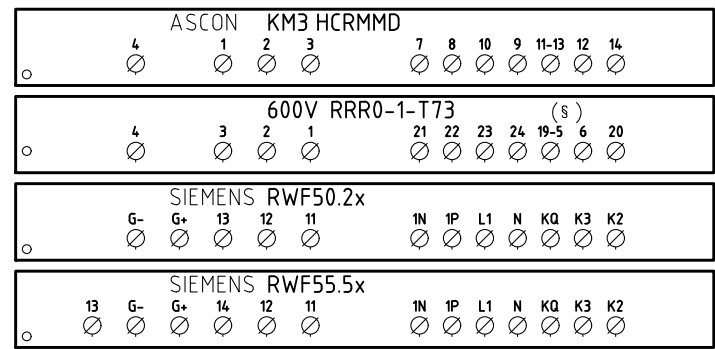 ASCON KM3 HCRMMD
4 1 2 3 7 8 10 9 11-13 12 14
600V RRR0-1-T73 (§)
4 3 2 1 21 22 23 24 19-5 6 20
SIEMENS RWF50.2x
G- G+ 13 12 11 1N 1P L1 N KQ K3 K2
SIEMENS RWF55.5x
13 G- G+ 14 12 11 1N 1P L1 N KQ K3 K2